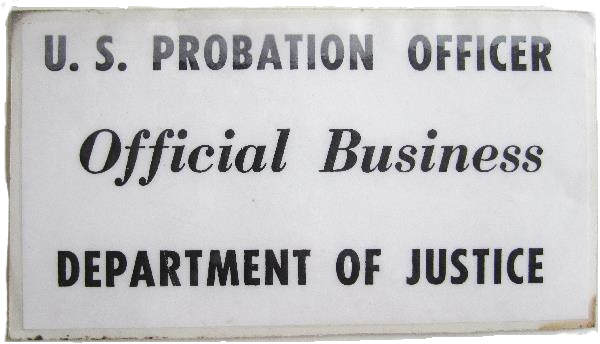 U. S. PROBATION OFFICER
Official Business
DEPARTMENT OF JUSTICE